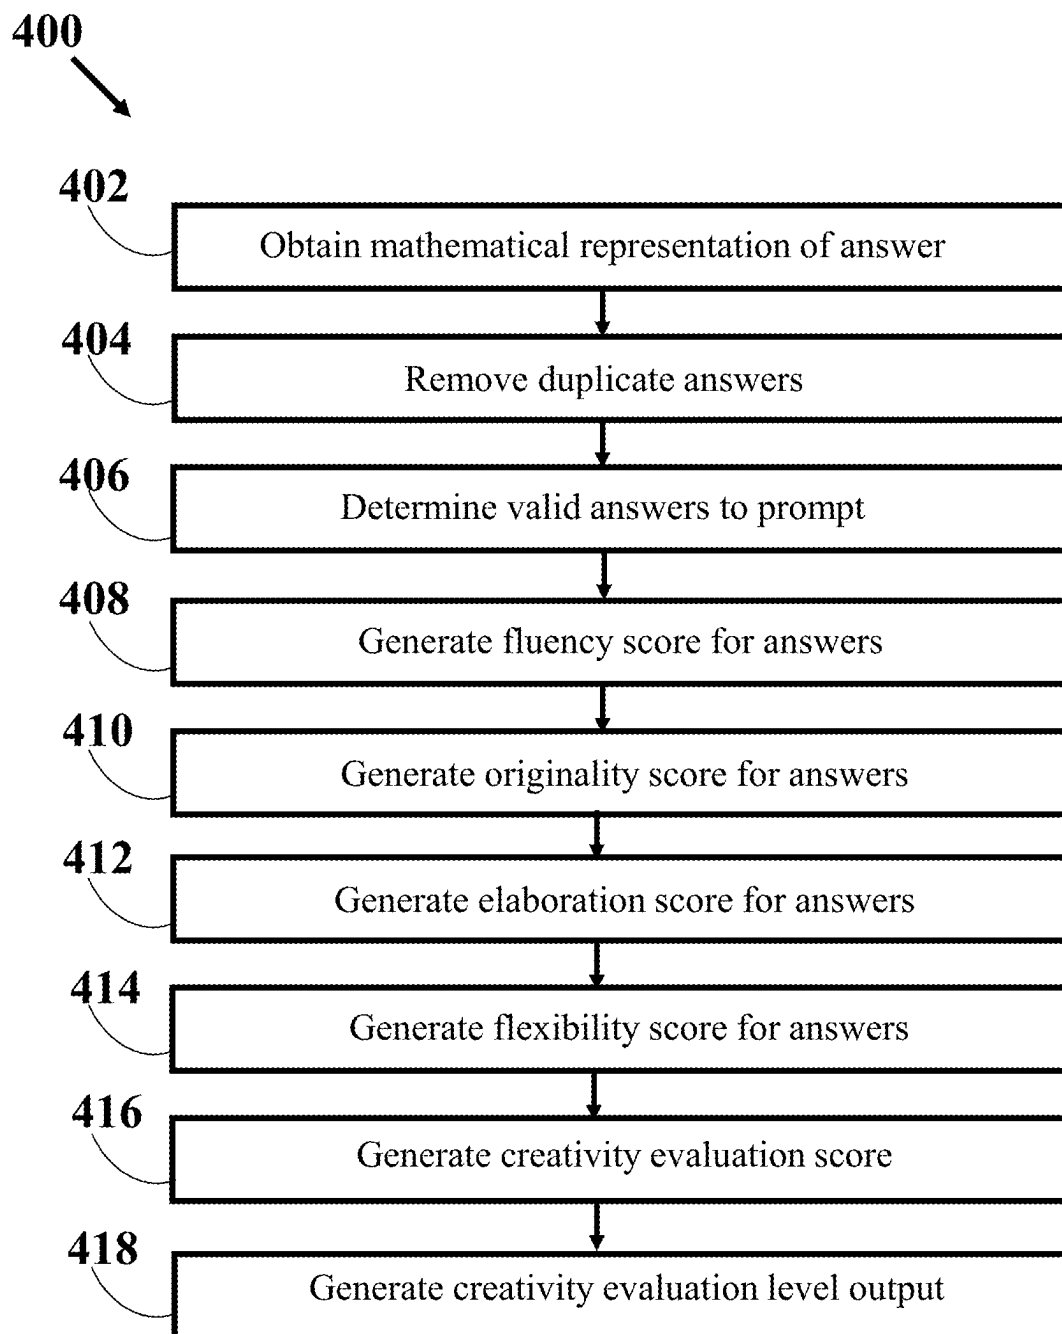 400
402
Obtain mathematical representation of answer
404
Remove duplicate answers
406
Determine valid answers to prompt
408
Generate fluency score for answers
410
Generate originality score for answers
412
Generate elaboration score for answers
414
Generate flexibility score for answers
416
Generate creativity evaluation score
418
Generate creativity evaluation level output